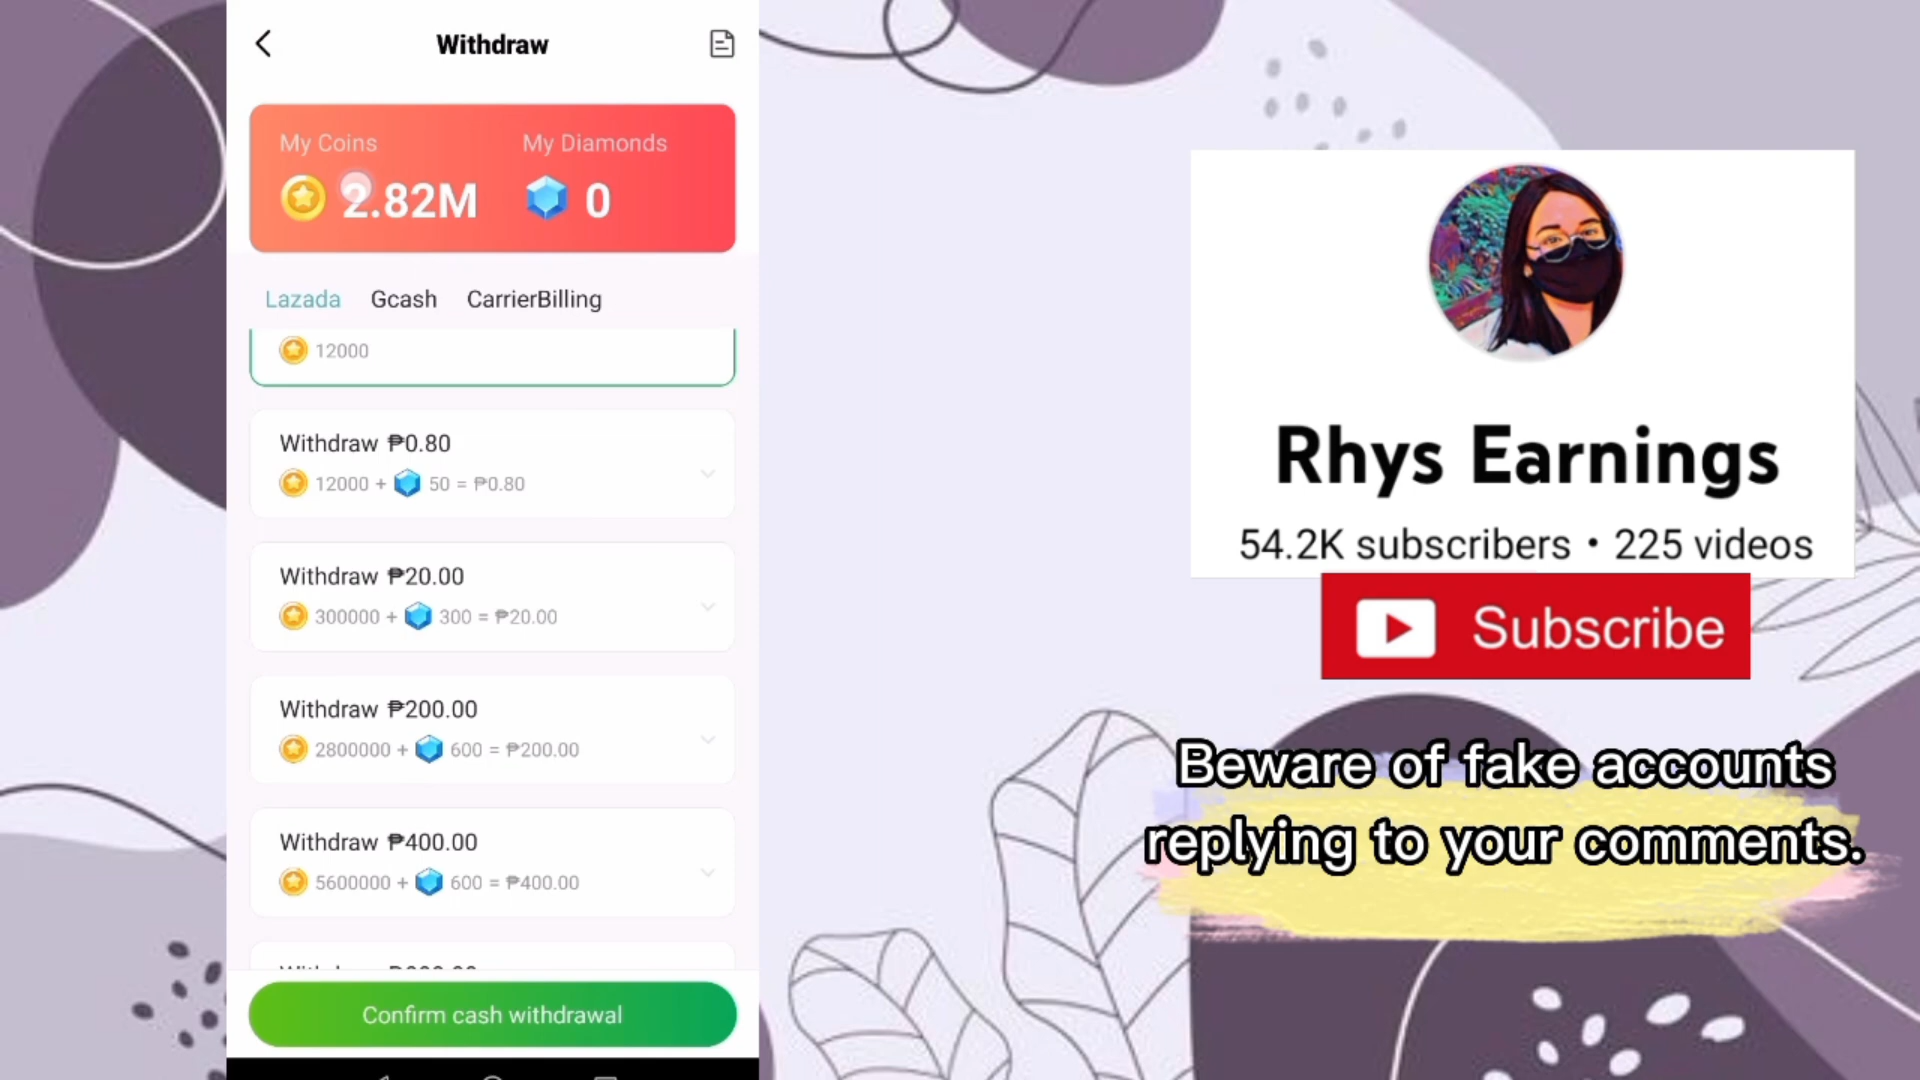 Withdraw
My Coins
My Diamonds
2.82M
0
Lazada
Gcash
CarrierBilling
12000
Withdraw ₱0.80
12000 + 50 = ₱0.80
Withdraw ₱20.00
300000 + 300 = ₱20.00
Withdraw ₱200.00
2800000 + 600 = ₱200.00
Withdraw ₱400.00
5600000 + 600 = ₱400.00
Confirm cash withdrawal
Rhys Earnings
54.2K subscribers • 225 videos
Subscribe
Beware of fake accounts
replying to your comments.